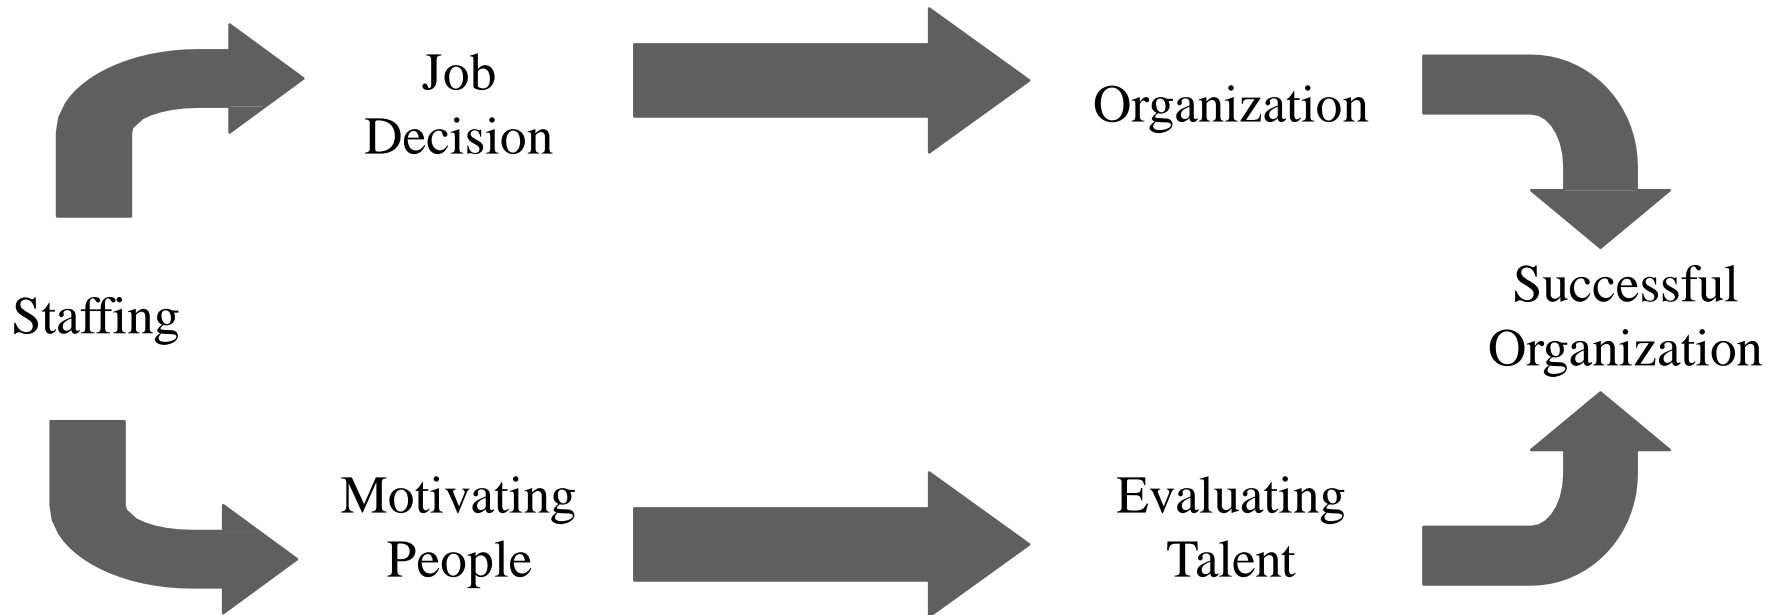 Job
Decision
Organization
Staffing
Successful
Organization
Motivating
People
Evaluating
Talent